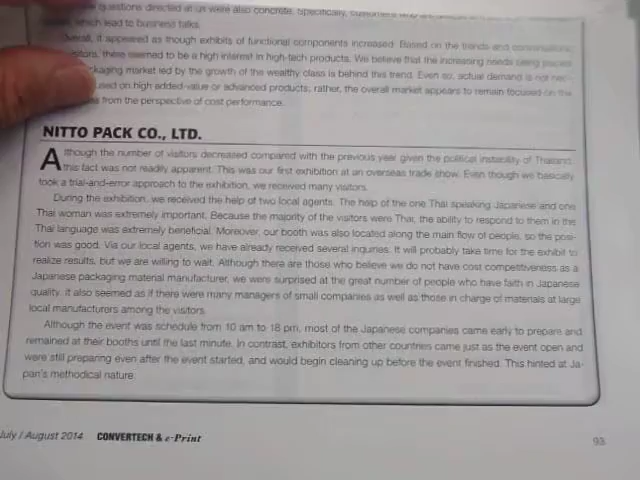 questions directed at us were also concrete. Specifically, customers who
which lead to business talks.
Overall, it appeared as though exhibits of functional components increased. Based on the trends and conversations
visitors, there seemed to be a high interest in high-tech products. We believe that the increasing needs being placed
packaging market led by the growth of the wealthy class is behind this trend. Even so, actual demand is not
used on high added-value or advanced products; rather, the overall market appears to remain focused on the
from the perspective of cost performance.
NITTO PACK CO., LTD.
Although the number of visitors decreased compared with the previous year given the political instability of Thailand,
this fact was not readily apparent. This was our first exhibition at an overseas trade show. Even though we basically
took a trial-and-error approach to the exhibition, we received many visitors.
During the exhibition, we received the help of two local agents. The help of the one Thai speaking Japanese and one
Thai woman was extremely important. Because the majority of the visitors were Thai, the ability to respond to them in the
Thai language was extremely beneficial. Moreover, our booth was also located along the main flow of people, so the posi-
tion was good. Via our local agents, we have already received several inquiries. It will probably take time for the exhibit to
realize results, but we are willing to wait. Although there are those who believe we do not have cost competitiveness as a
Japanese packaging material manufacturer, we were surprised at the great number of people who have faith in Japanese
quality. It also seemed as if there were many managers of small companies as well as those in charge of materials at large
local manufacturers among the visitors.
Although the event was schedule from 10 am to 18 pm, most of the Japanese companies came early to prepare and
remained at their booths until the last minute. In contrast, exhibitors from other countries came just as the event open and
were still preparing even after the event started, and would begin cleaning up before the event finished. This hinted at Ja-
pan's methodical nature.
July / August 2014 CONVERTECH & e-Print
93